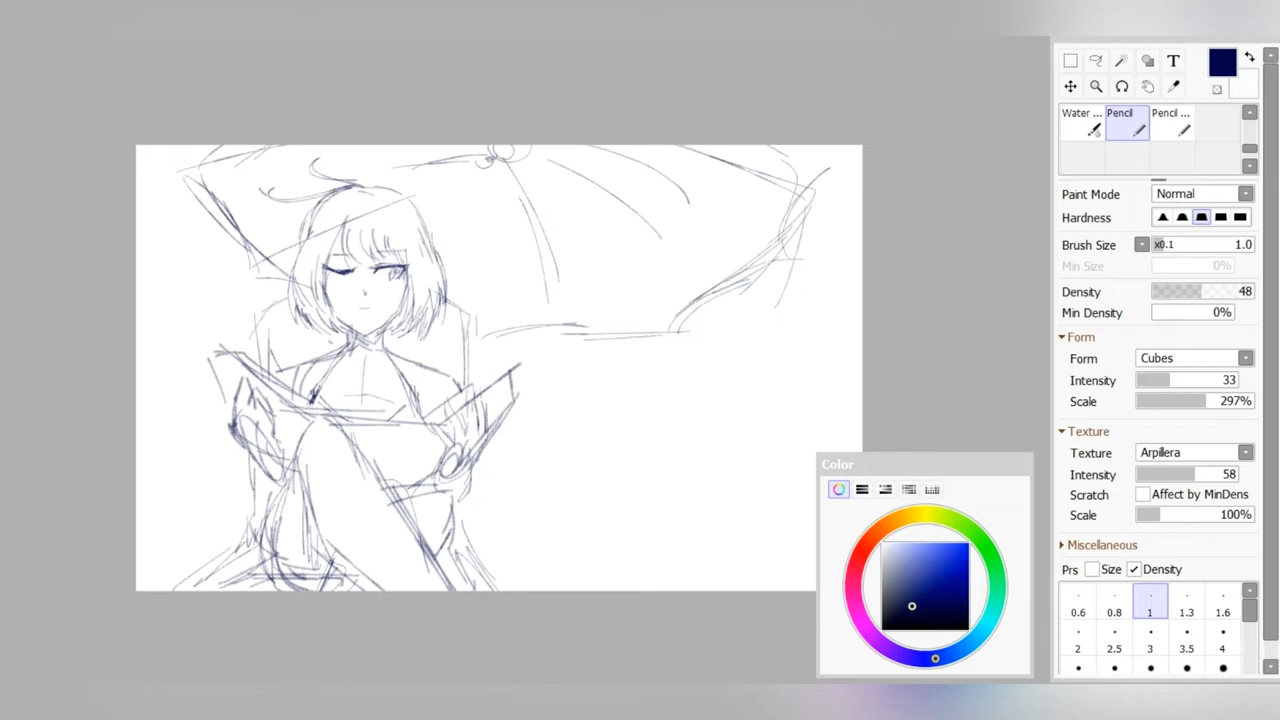 T
Water ... Pencil Pencil ...
Paint Mode Normal
Hardness
Brush Size x0.1 1.0
Min Size 0%
Density 48
Min Density 0%
Form
Form Cubes
Intensity 33
Scale 297%
Texture
Texture Arpillera
Intensity 58
Scratch Affect by MinDens
Scale 100%
Miscellaneous
Prs Size Density
0.6 0.8 1 1.3 1.6
2 2.5 3 3.5 4
Color